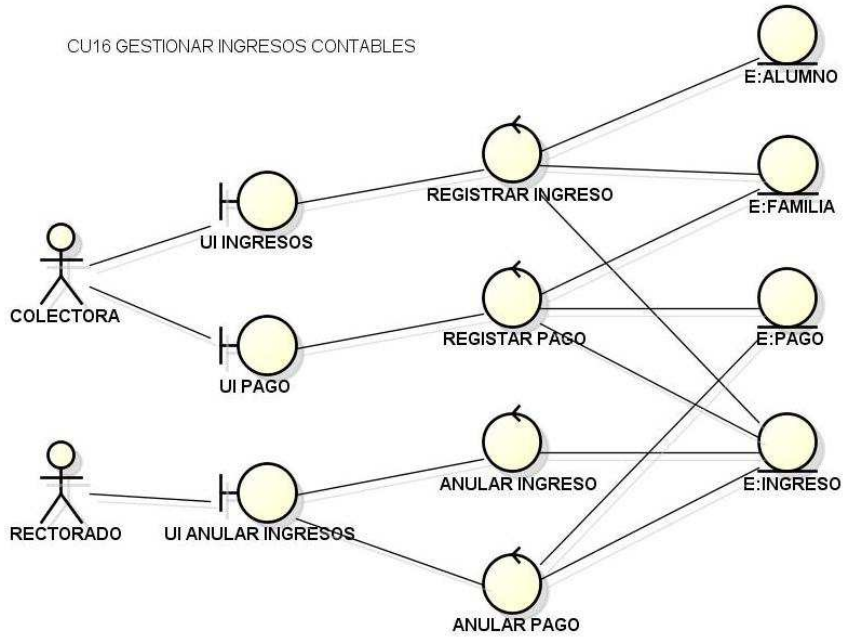 CU16 GESTIONAR INGRESOS CONTABLES
E:ALUMNO
REGISTRAR INGRESO
E:FAMILIA
UI INGRESOS
COLECTORA
REGISTAR PAGO
E:PAGO
UI PAGO
ANULAR INGRESO
E:INGRESO
RECTORADO
UI ANULAR INGRESOS
ANULAR PAGO